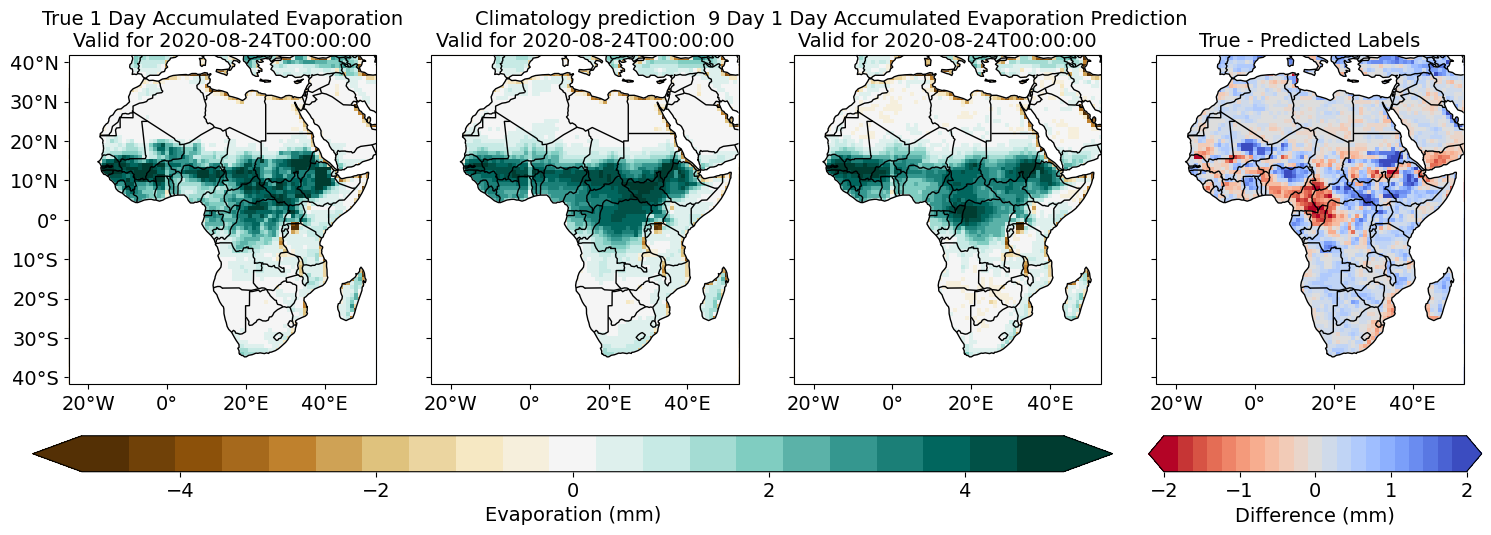 True 1 Day Accumulated Evaporation
Valid for 2020-08-24T00:00:00
Climatology prediction
Valid for 2020-08-24T00:00:00
9 Day 1 Day Accumulated Evaporation Prediction
Valid for 2020-08-24T00:00:00
True - Predicted Labels
40°N
30°N
20°N
10°N
0°
10°S
20°S
30°S
40°S
20°W 0° 20°E 40°E
20°W 0° 20°E 40°E
20°W 0° 20°E 40°E
20°W 0° 20°E 40°E
−4 −2 0 2 4
Evaporation (mm)
−2 −1 0 1 2
Difference (mm)